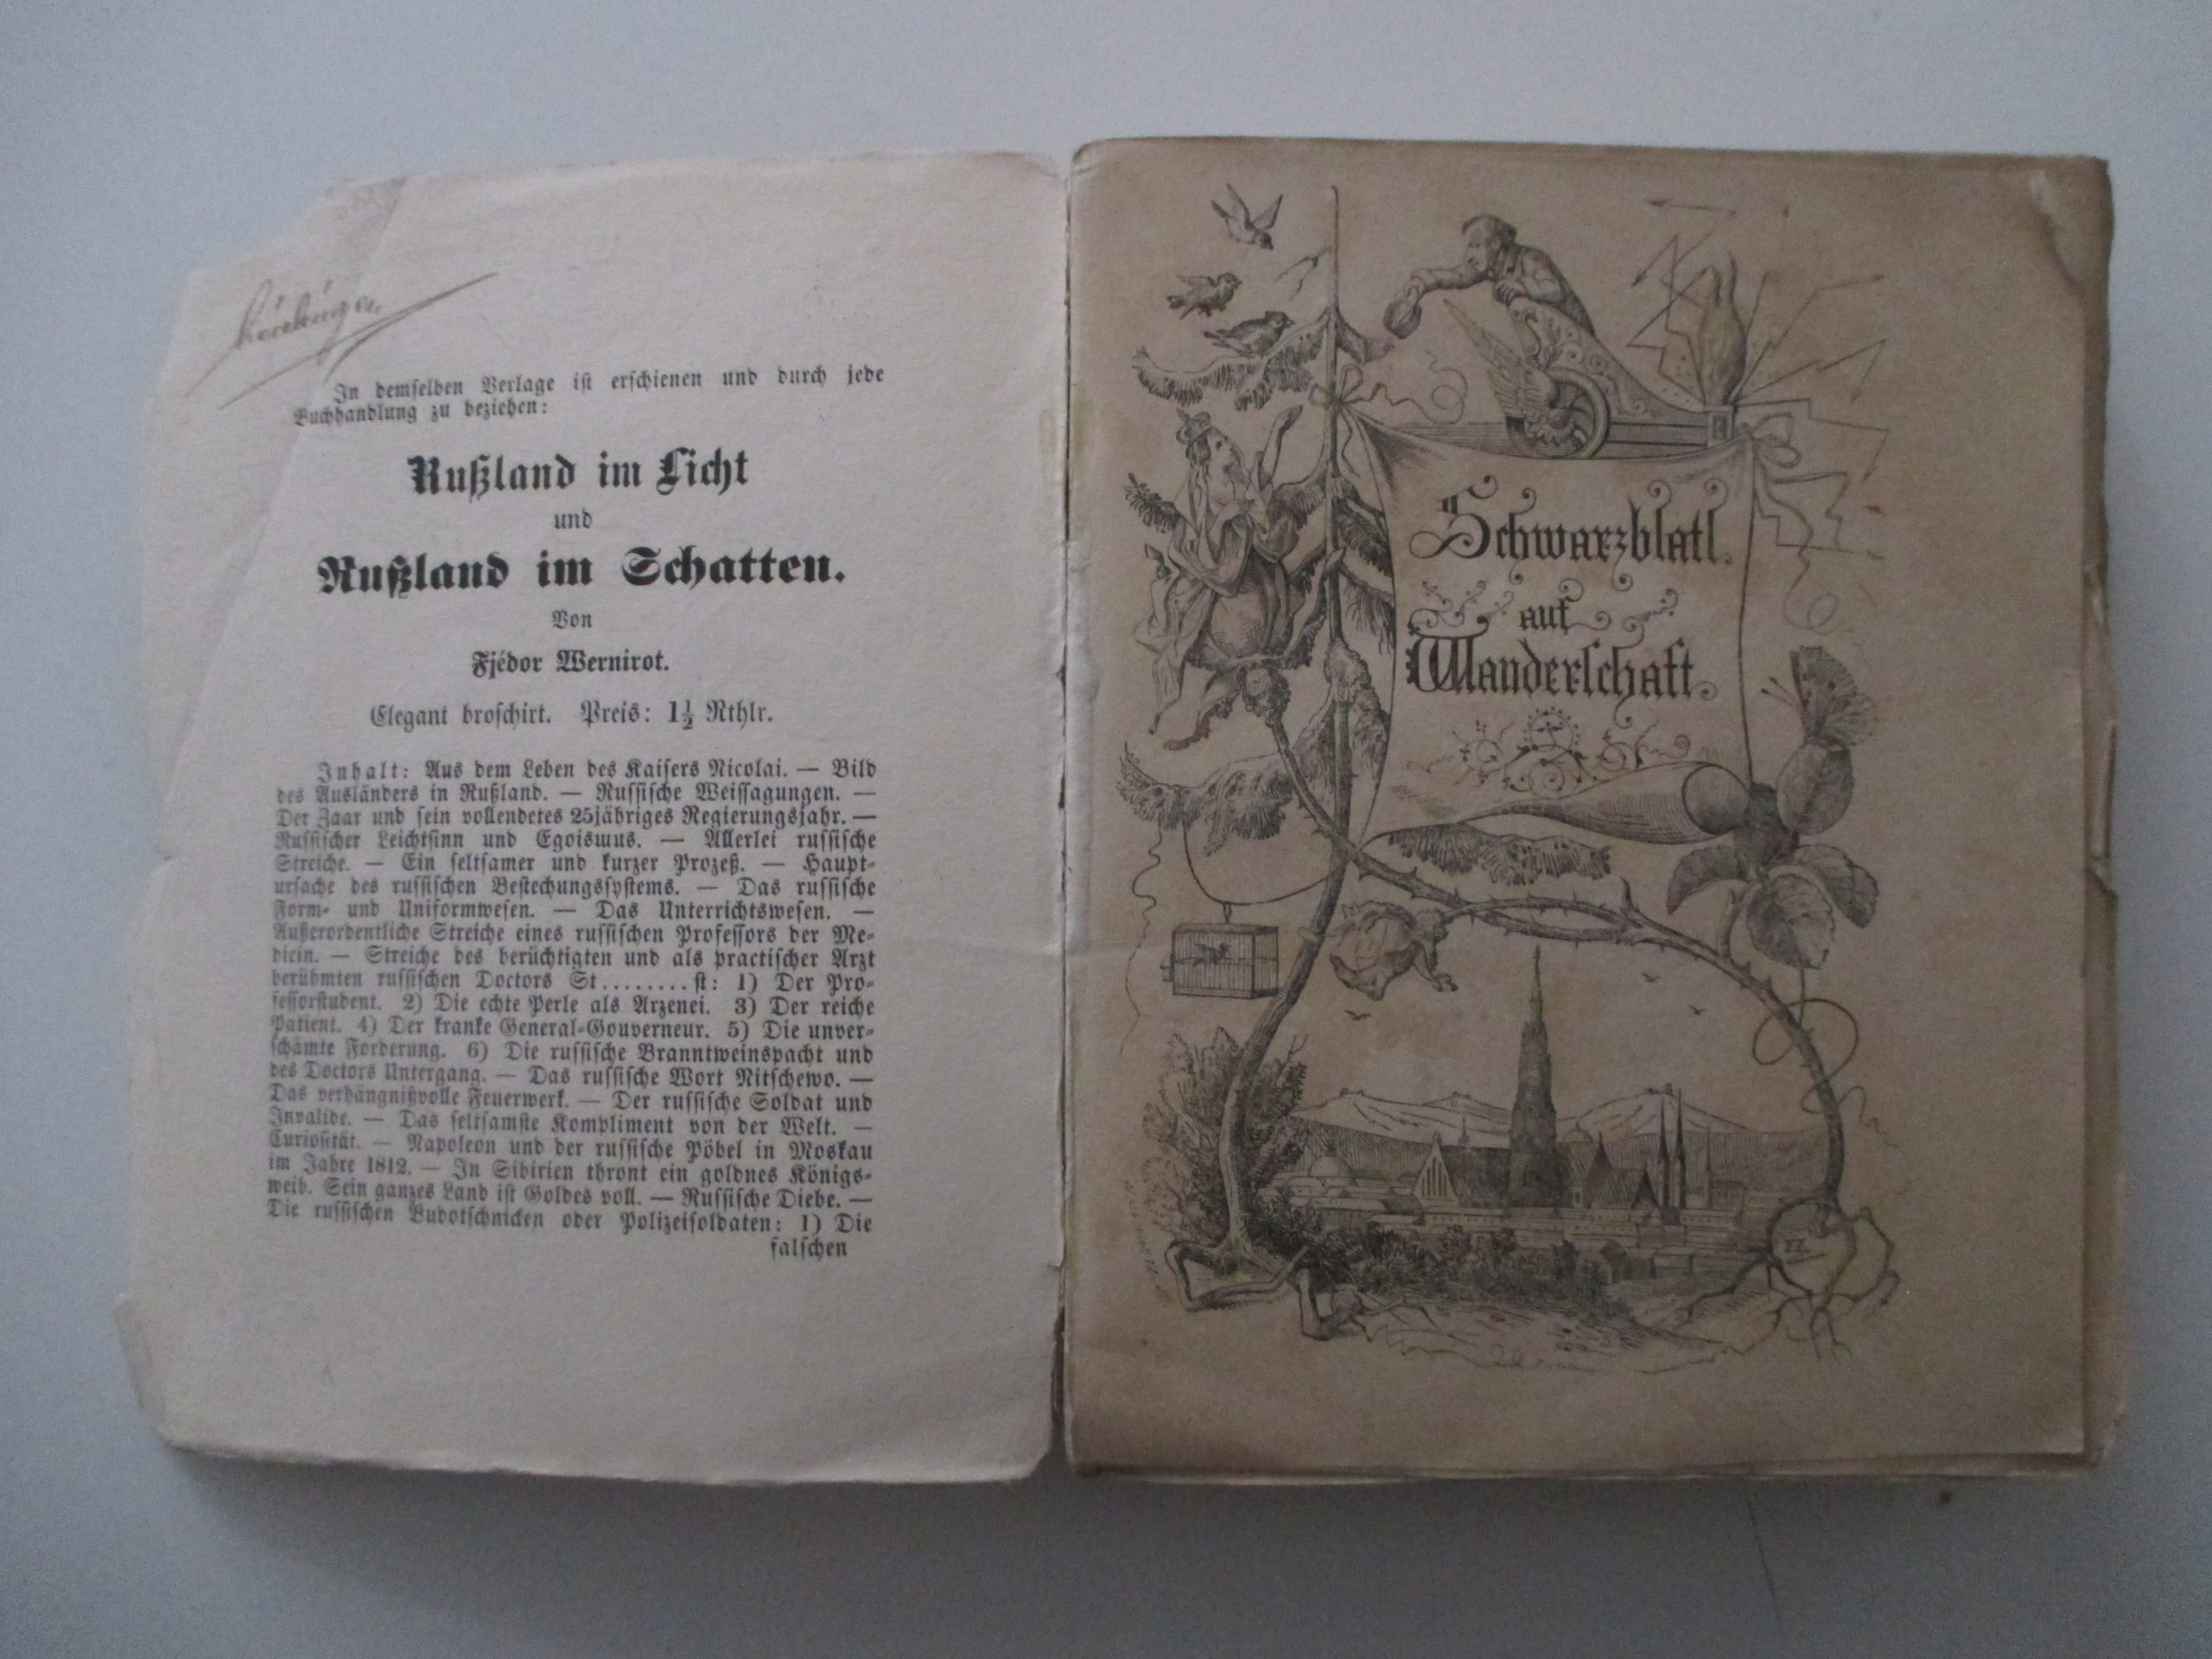 In demselben Verlage ist erschienen und durch jede
Buchhandlung zu beziehen:
Rußland im Licht
und
Rußland im Schatten.
Von
Fjédor Wernirot.
Elegant broschirt. Preis: 1½ Rthlr.
Inhalt: Aus dem Leben des Kaisers Nicolai. — Bild
des Ausländers in Rußland. — Russische Weissagungen. —
Der Zaar und sein vollendetes 25jähriges Regierungsjahr. —
Russischer Leichtsinn und Egoismus. — Allerlei russische
Streiche. — Ein seltsamer und kurzer Prozeß. — Haupt-
ursache des russischen Bestechungssystems. — Das russische
Form- und Uniformwesen. — Das Unterrichtswesen. —
Außerordentliche Streiche eines russischen Professors der Me-
dicin. — Streiche des berüchtigten und als practischer Arzt
berühmten russischen Doctors St........st: 1) Der Pro-
fessorstudent. 2) Die echte Perle als Arzenei. 3) Der reiche
Patient. 4) Der kranke General-Gouverneur. 5) Die unver-
schämte Forderung. 6) Die russische Branntweinspacht und
des Doctors Untergang. — Das russische Wort Nitschewo. —
Das verhängnißvolle Feuerwerk. — Der russische Soldat und
Invalide. — Das seltsamste Kompliment von der Welt. —
Curiosität. — Napoleon und der russische Pöbel in Moskau
im Jahre 1812. — In Sibirien thront ein goldnes Königs-
weib. Sein ganzes Land ist Goldes voll. — Russische Diebe. —
Die russischen Budotschnicken oder Polizeisoldaten: 1) Die
falschen
Schwarzblatl
auf
Wanderschaft